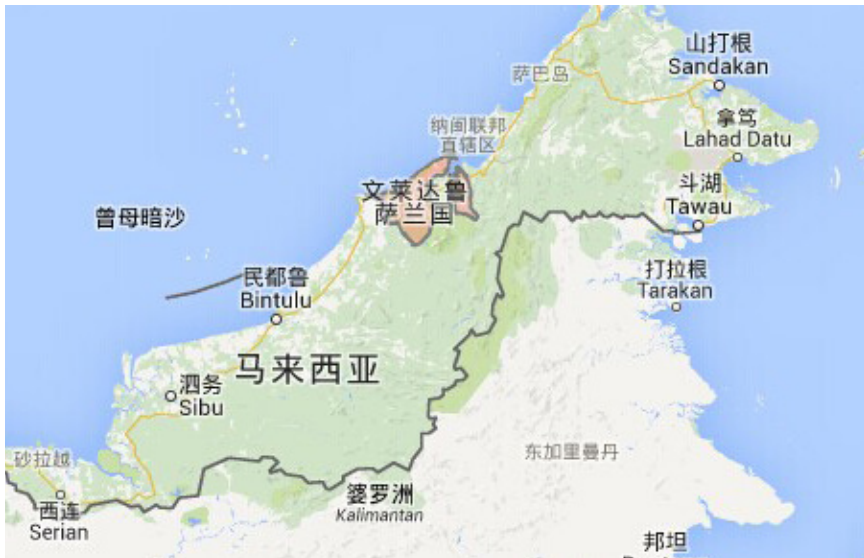 山打根
Sandakan
萨巴岛
拿笃
Lahad Datu
纳闽联邦
直辖区
文莱达鲁
萨兰国
斗湖
Tawau
曾母暗沙
民都鲁
Bintulu
打拉根
Tarakan
马来西亚
泗务
Sibu
东加里曼丹
砂拉越
婆罗洲
Kalimantan
西连
Serian
邦坦